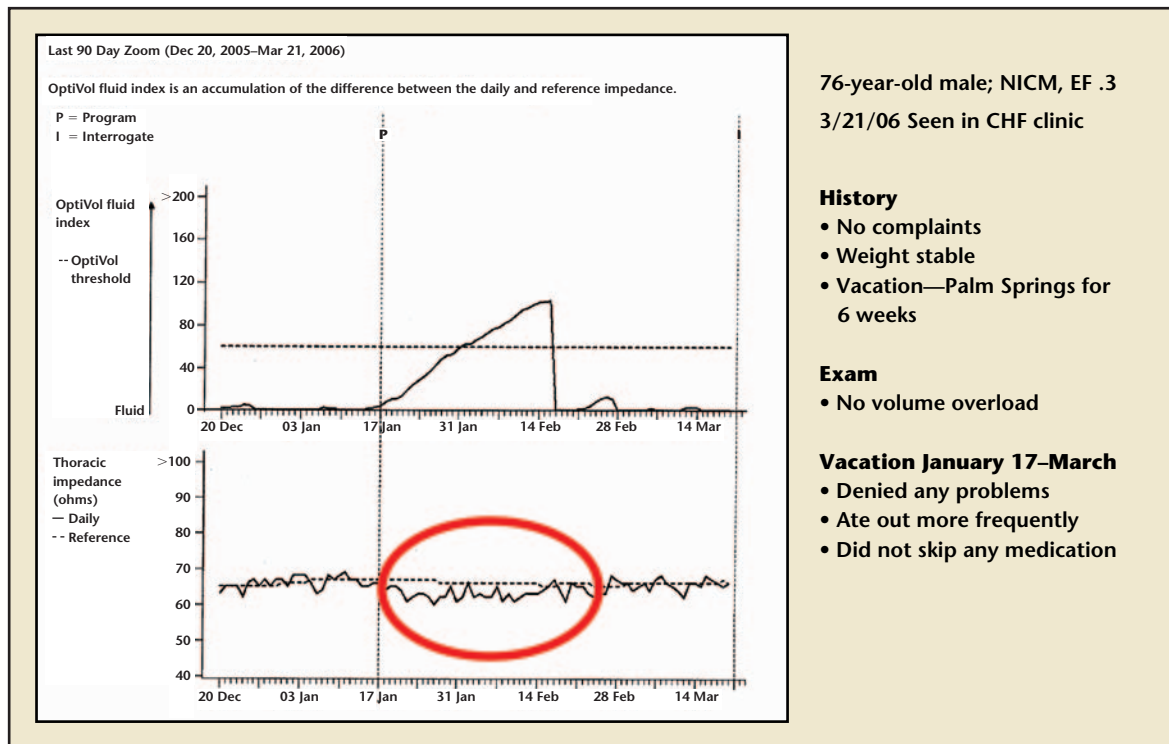 Last 90 Day Zoom (Dec 20, 2005–Mar 21, 2006)
OptiVol fluid index is an accumulation of the difference between the daily and reference impedance.
P = Program
I = Interrogate
P
I
OptiVol fluid
index
-- OptiVol
threshold
Fluid
>200
160
120
80
40
0
20 Dec 03 Jan 17 Jan 31 Jan 14 Feb 28 Feb 14 Mar
Thoracic
impedance
(ohms)
— Daily
-- Reference
>100
90
80
70
60
50
40
20 Dec 03 Jan 17 Jan 31 Jan 14 Feb 28 Feb 14 Mar
76-year-old male; NICM, EF .3
3/21/06 Seen in CHF clinic
History
• No complaints
• Weight stable
• Vacation—Palm Springs for
6 weeks
Exam
• No volume overload
Vacation January 17–March
• Denied any problems
• Ate out more frequently
• Did not skip any medication